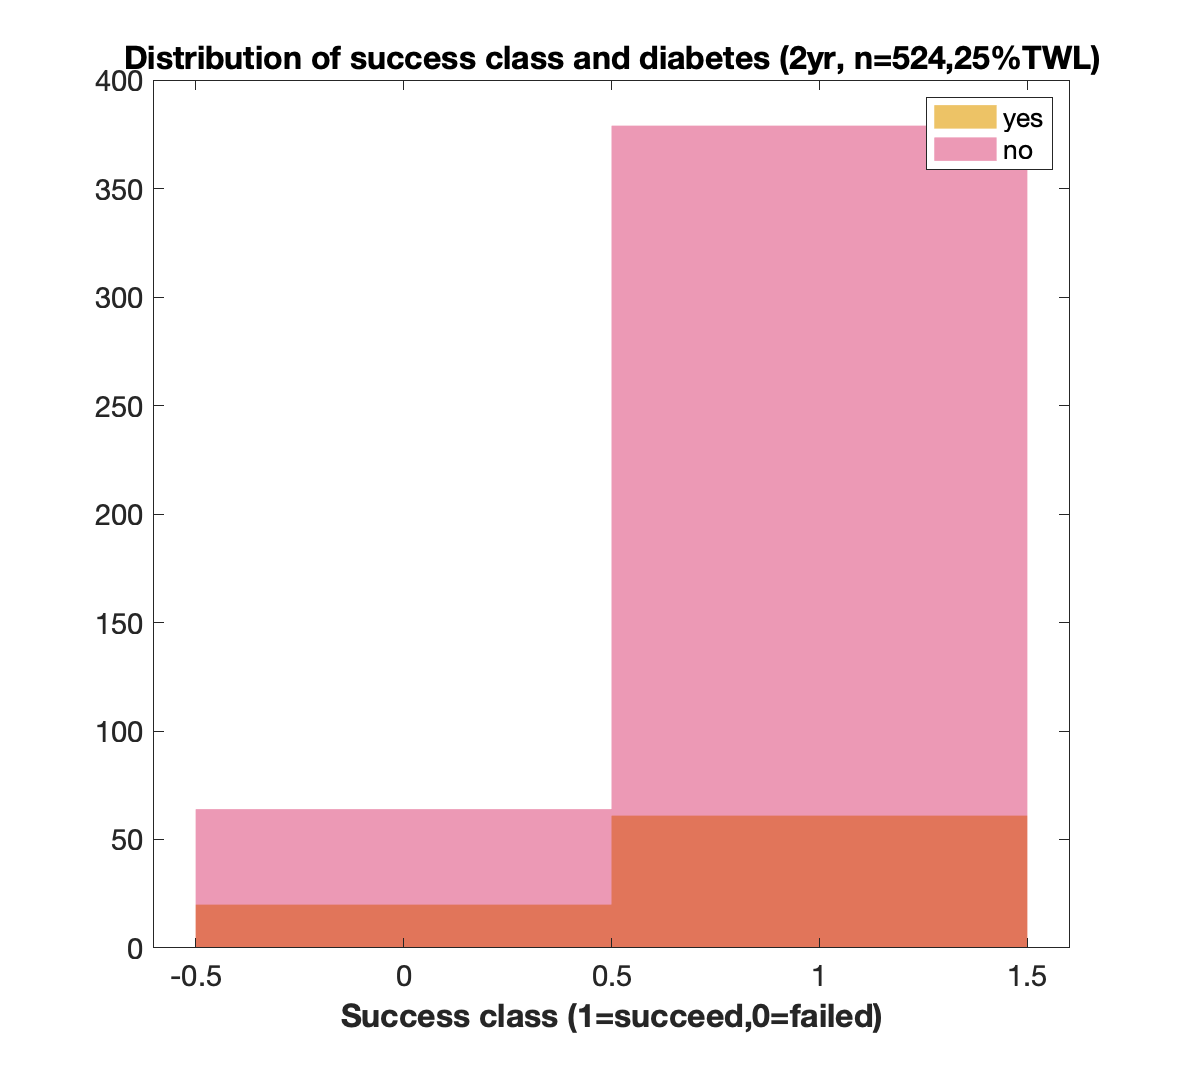 Distribution of success class and diabetes (2yr, n=524,25%TWL)
400
350
300
250
200
150
100
50
0
yes
no
-0.5 0 0.5 1 1.5
Success class (1=succeed,0=failed)